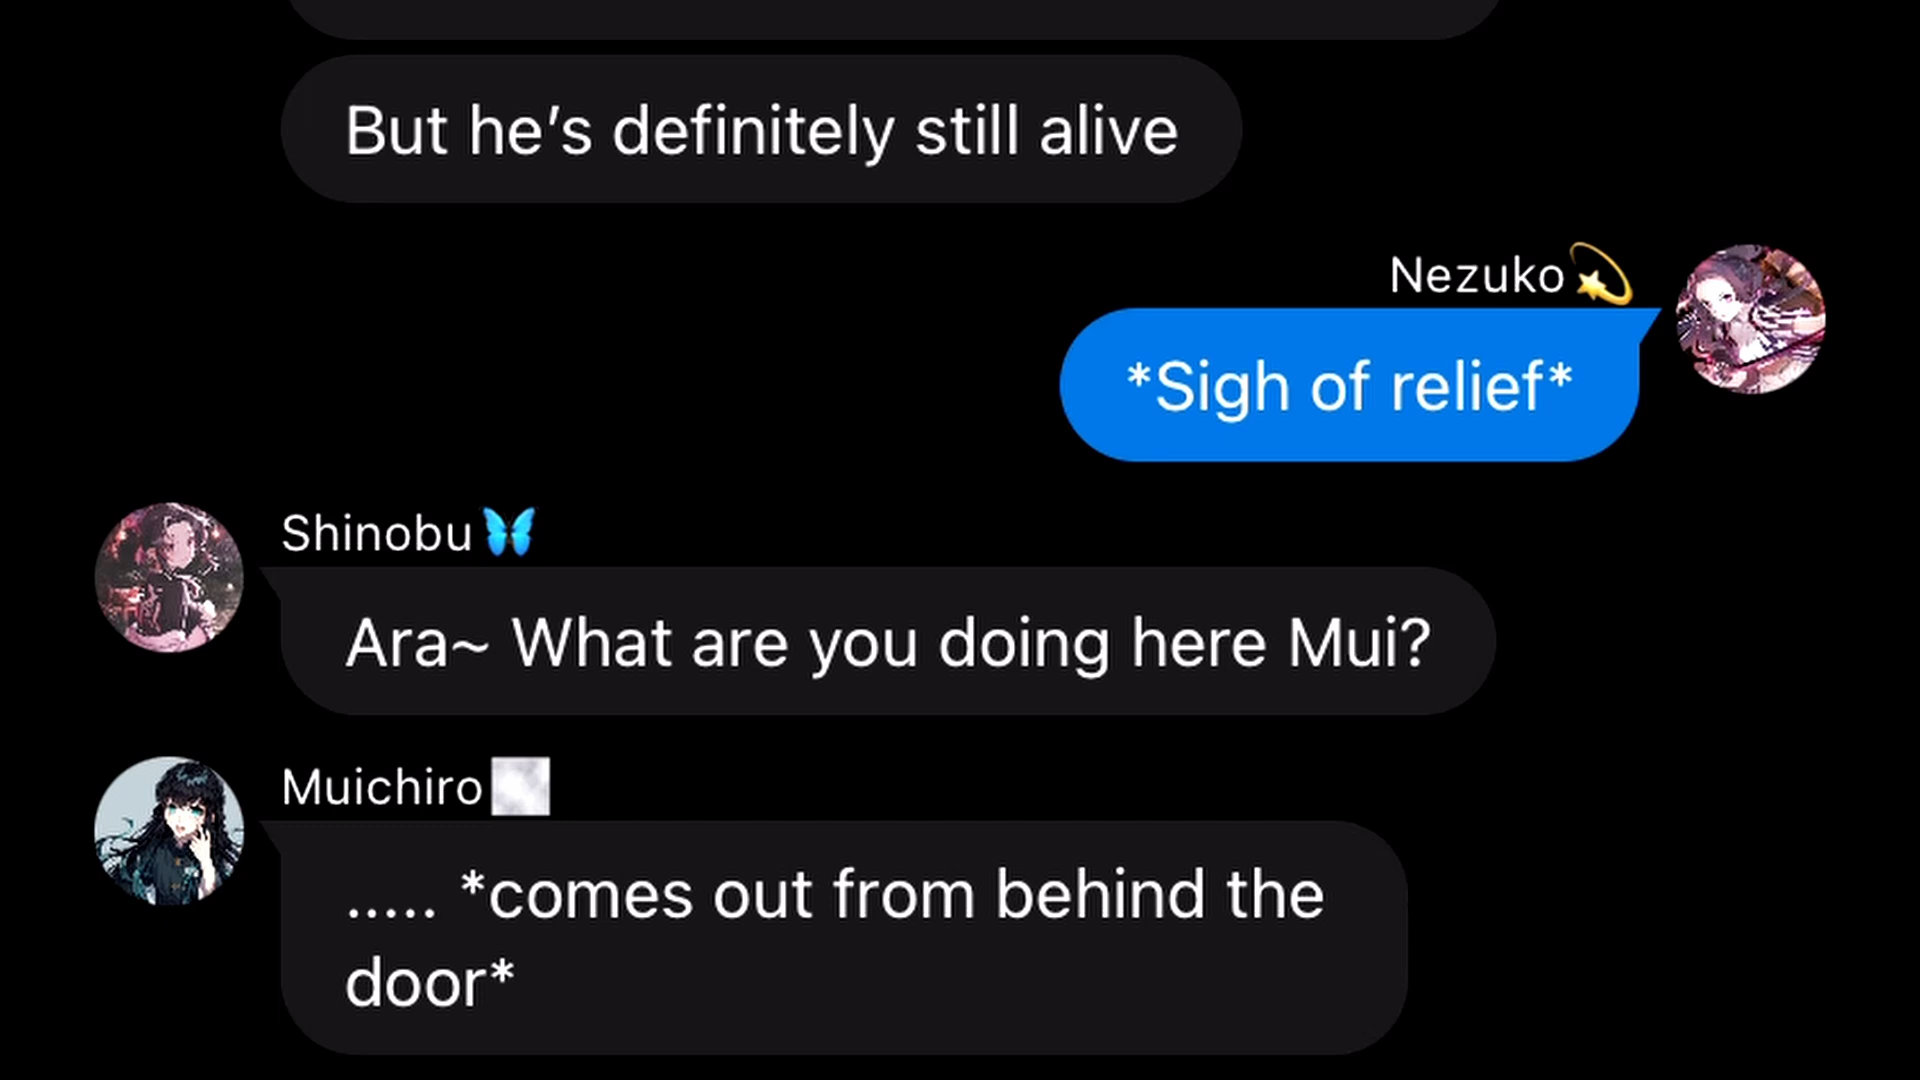 But he’s definitely still alive
Nezuko💫
*Sigh of relief*
Shinobu🦋
Ara~ What are you doing here Mui?
Muichiro
..... *comes out from behind the
door*